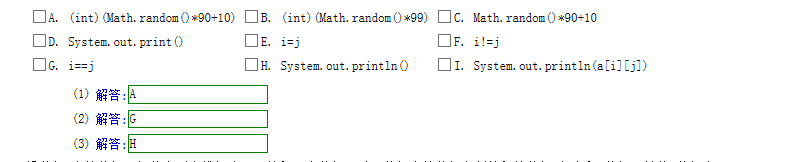 A. (int)(Math.random()*90+10) B. (int)(Math.random()*99) C. Math.random()*90+10
D. System.out.print() E. i=j F. i!=j
G. i==j H. System.out.println() I. System.out.println(a[i][j])
(1) 解答:A
(2) 解答:G
(3) 解答:H